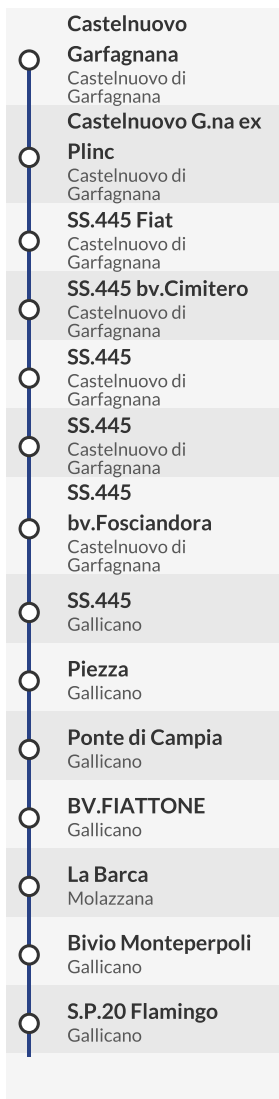 Castelnuovo
Garfagnana
Castelnuovo di
Garfagnana
Castelnuovo G.na ex
Plinc
Castelnuovo di
Garfagnana
SS.445 Fiat
Castelnuovo di
Garfagnana
SS.445 bv.Cimitero
Castelnuovo di
Garfagnana
SS.445
Castelnuovo di
Garfagnana
SS.445
Castelnuovo di
Garfagnana
SS.445
bv.Fosciandora
Castelnuovo di
Garfagnana
SS.445
Gallicano
Piezza
Gallicano
Ponte di Campia
Gallicano
BV.FIATTONE
Gallicano
La Barca
Molazzana
Bivio Monteperpoli
Gallicano
S.P.20 Flamingo
Gallicano